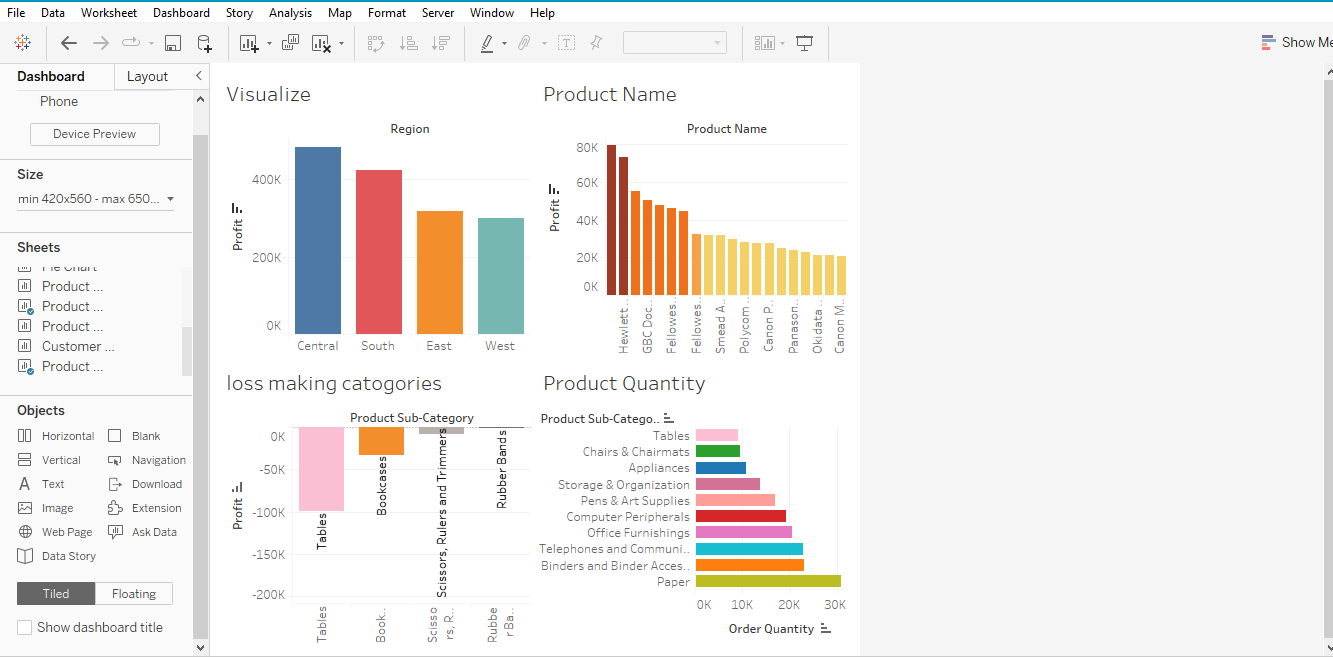 File Data Worksheet Dashboard Story Analysis Map Format Server Window Help
Show Me
Dashboard Layout
Phone
Device Preview
Size
min 420x560 - max 650...
Sheets
Pie Chart
Product ...
Product ...
Product ...
Customer ...
Product ...
Objects
Horizontal Blank
Vertical Navigation
Text Download
Image Extension
Web Page Ask Data
Data Story
Tiled Floating
Show dashboard title
Visualize
Region
Profit
400K
200K
0K
Central South East West
Product Name
Product Name
Profit
80K
60K
40K
20K
0K
Hewlett ..
GBC Doc..
Fellowes..
Fellowes..
Smead A..
Polycom ..
Canon P..
Panason..
Okidata ..
Canon M..
loss making catogories
Product Sub-Category
Profit
0K
-50K
-100K
-150K
-200K
Tables
Bookcases
Scissors, Rulers and Trimmers
Rubber Bands
Tables
Book..
Scisso
rs, R..
Rubbe
r Ba..
Product Quantity
Product Sub-Catego..
Tables
Chairs & Chairmats
Appliances
Storage & Organization
Pens & Art Supplies
Computer Peripherals
Office Furnishings
Telephones and Communi..
Binders and Binder Acces..
Paper
0K 10K 20K 30K
Order Quantity